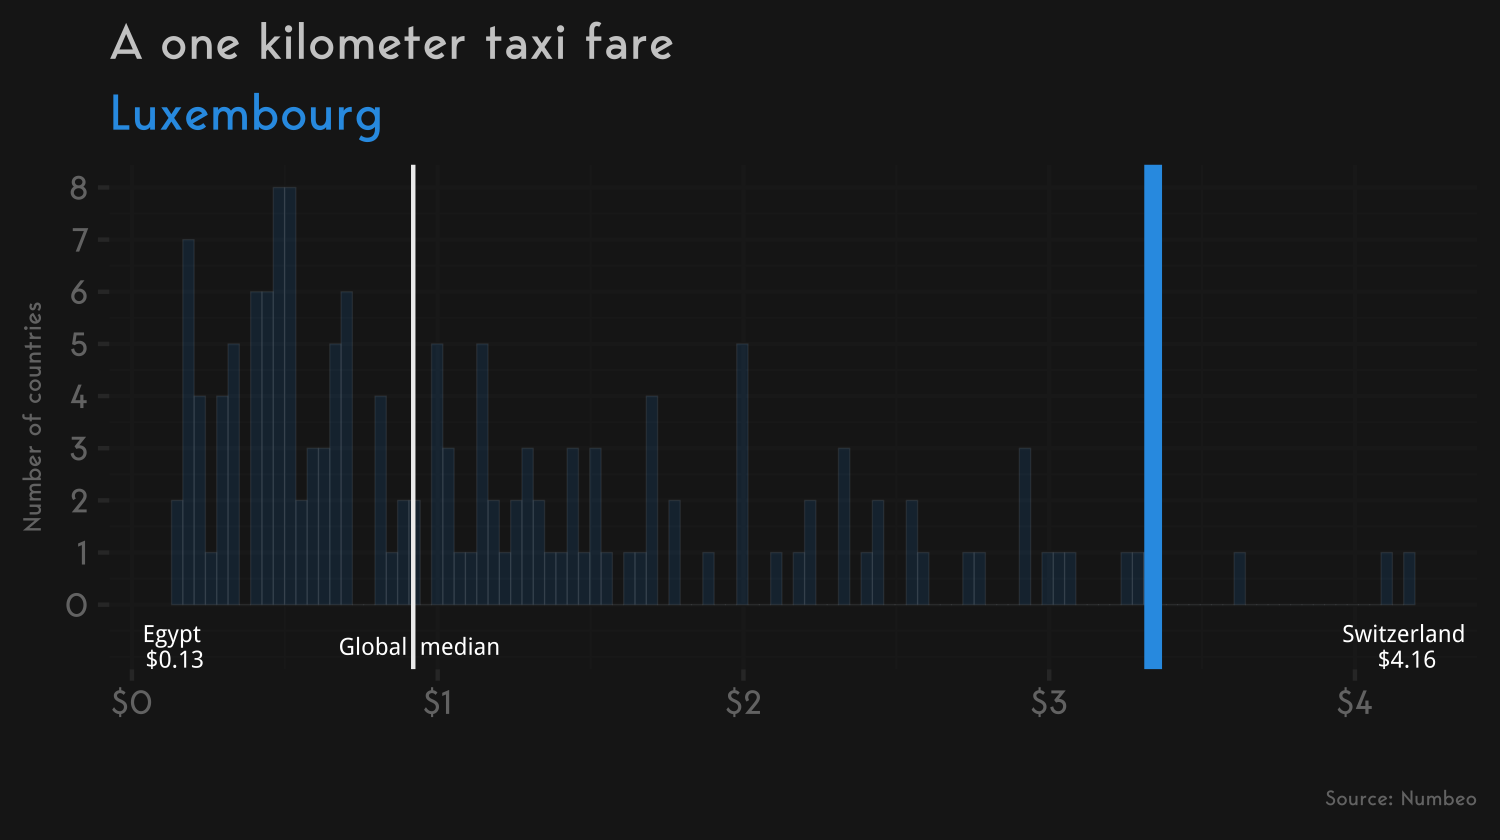 A one kilometer taxi fare
Luxembourg
Number of countries
8
7
6
5
4
3
2
1
0
Egypt
$0.13
Global median
Switzerland
$4.16
$0 $1 $2 $3 $4
Source: Numbeo